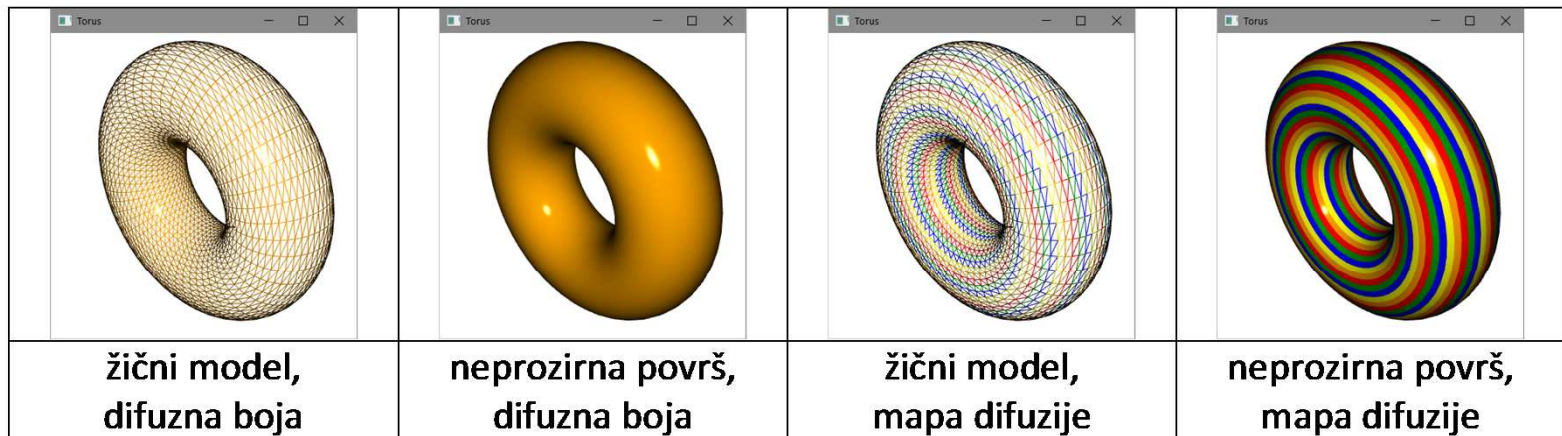 Torus
Torus
Torus
Torus
žični model,
difuzna boja
neprozirna površ,
difuzna boja
žični model,
mapa difuzije
neprozirna površ,
mapa difuzije